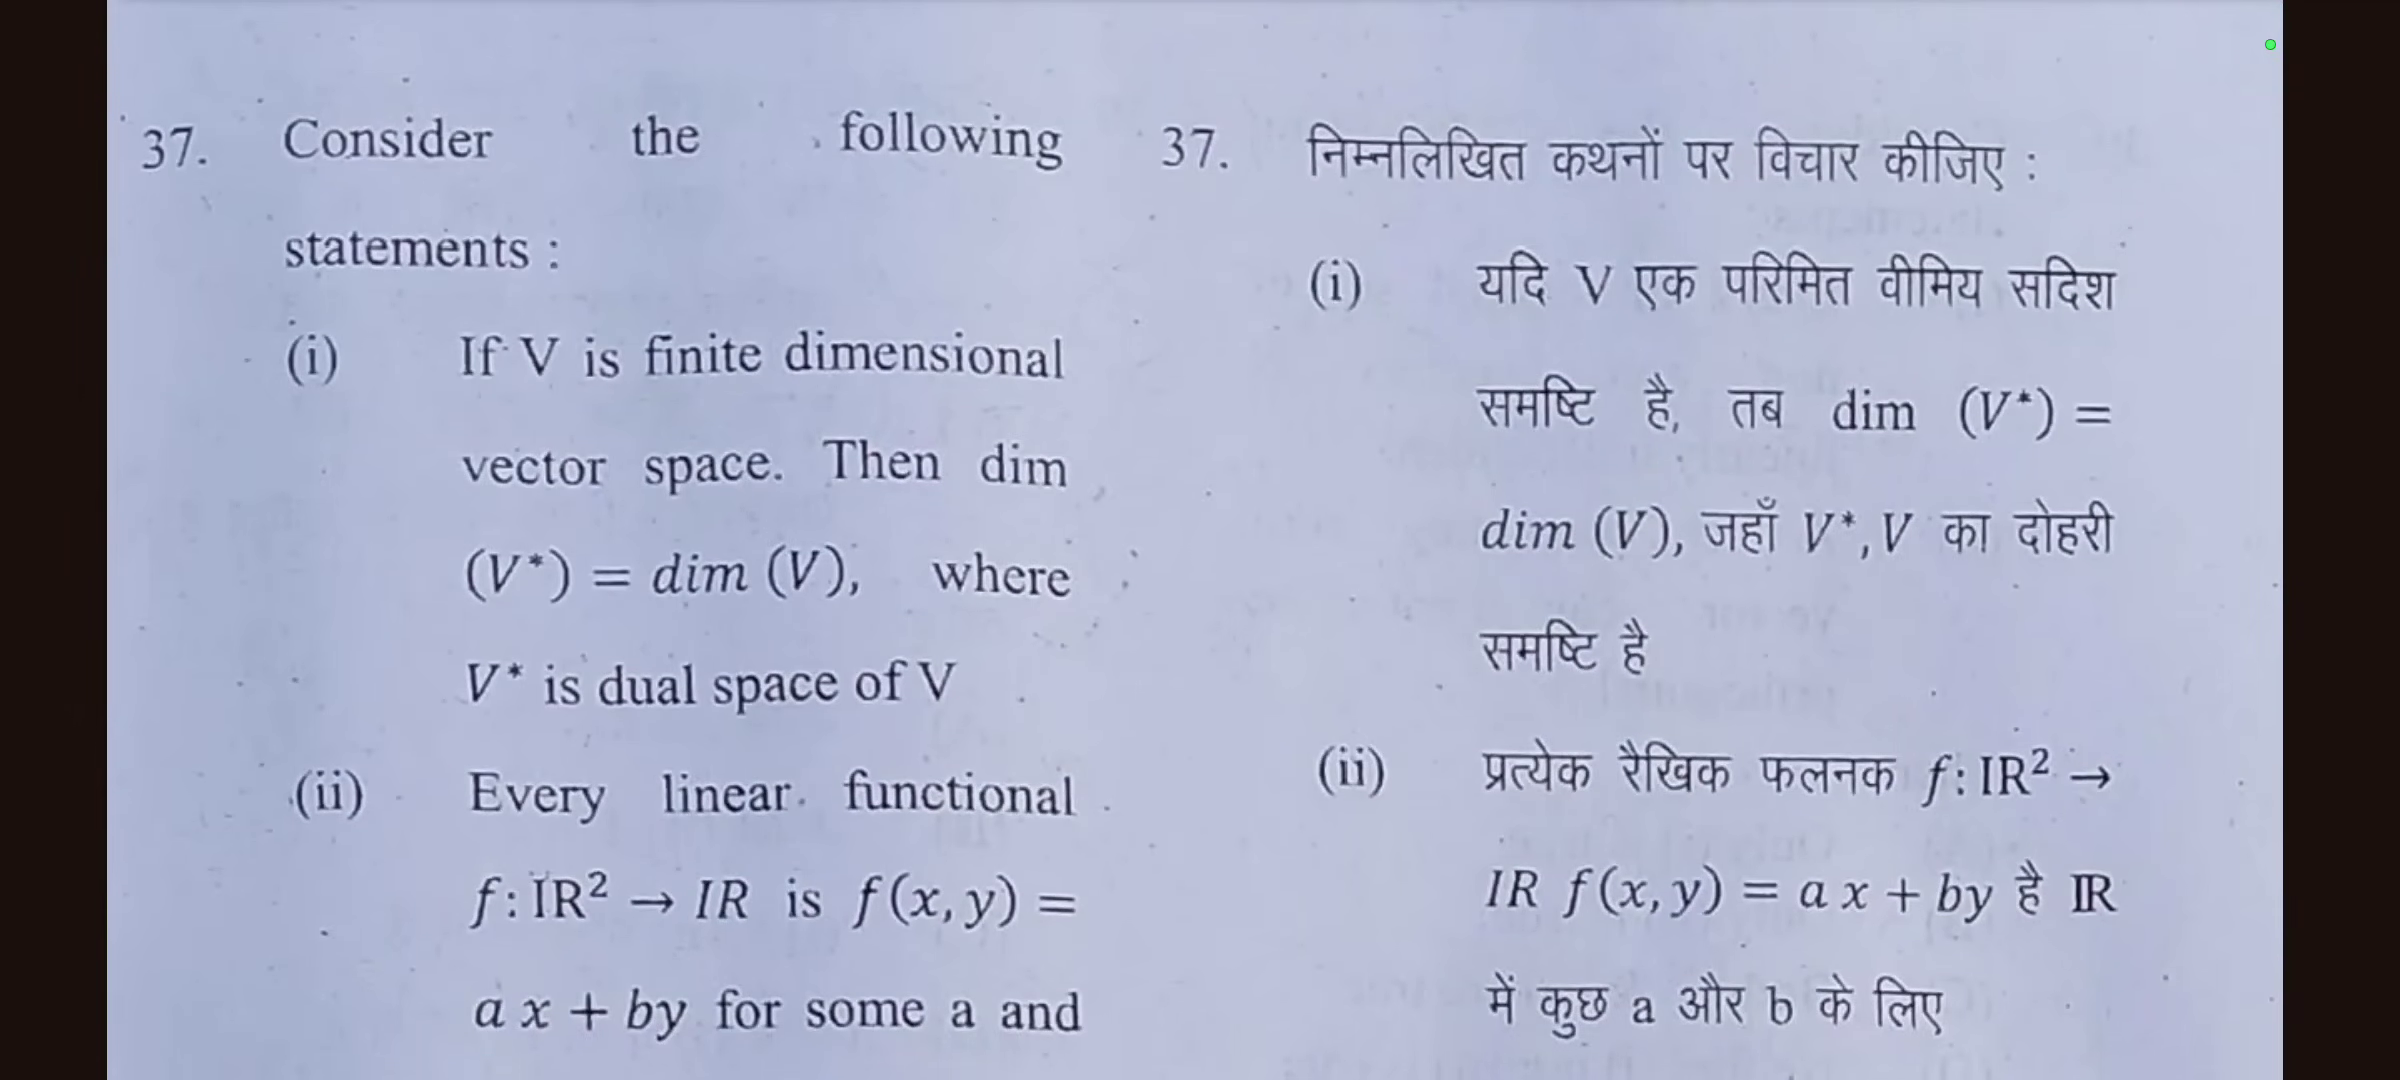 37. Consider the following
statements :
(i) If V is finite dimensional
vector space. Then dim
(V*) = dim (V), where
V* is dual space of V
(ii) Every linear functional
f: IR² → IR is f(x, y) =
a x + by for some a and
37. निम्नलिखित कथनों पर विचार कीजिए :
(i) यदि V एक परिमित वीमिय सदिश
समष्टि है, तब dim (V*) =
dim (V), जहाँ V*, V का दोहरी
समष्टि है
(ii) प्रत्येक रैखिक फलनक f: IR² →
IR f(x, y) = a x + by है IR
में कुछ a और b के लिए